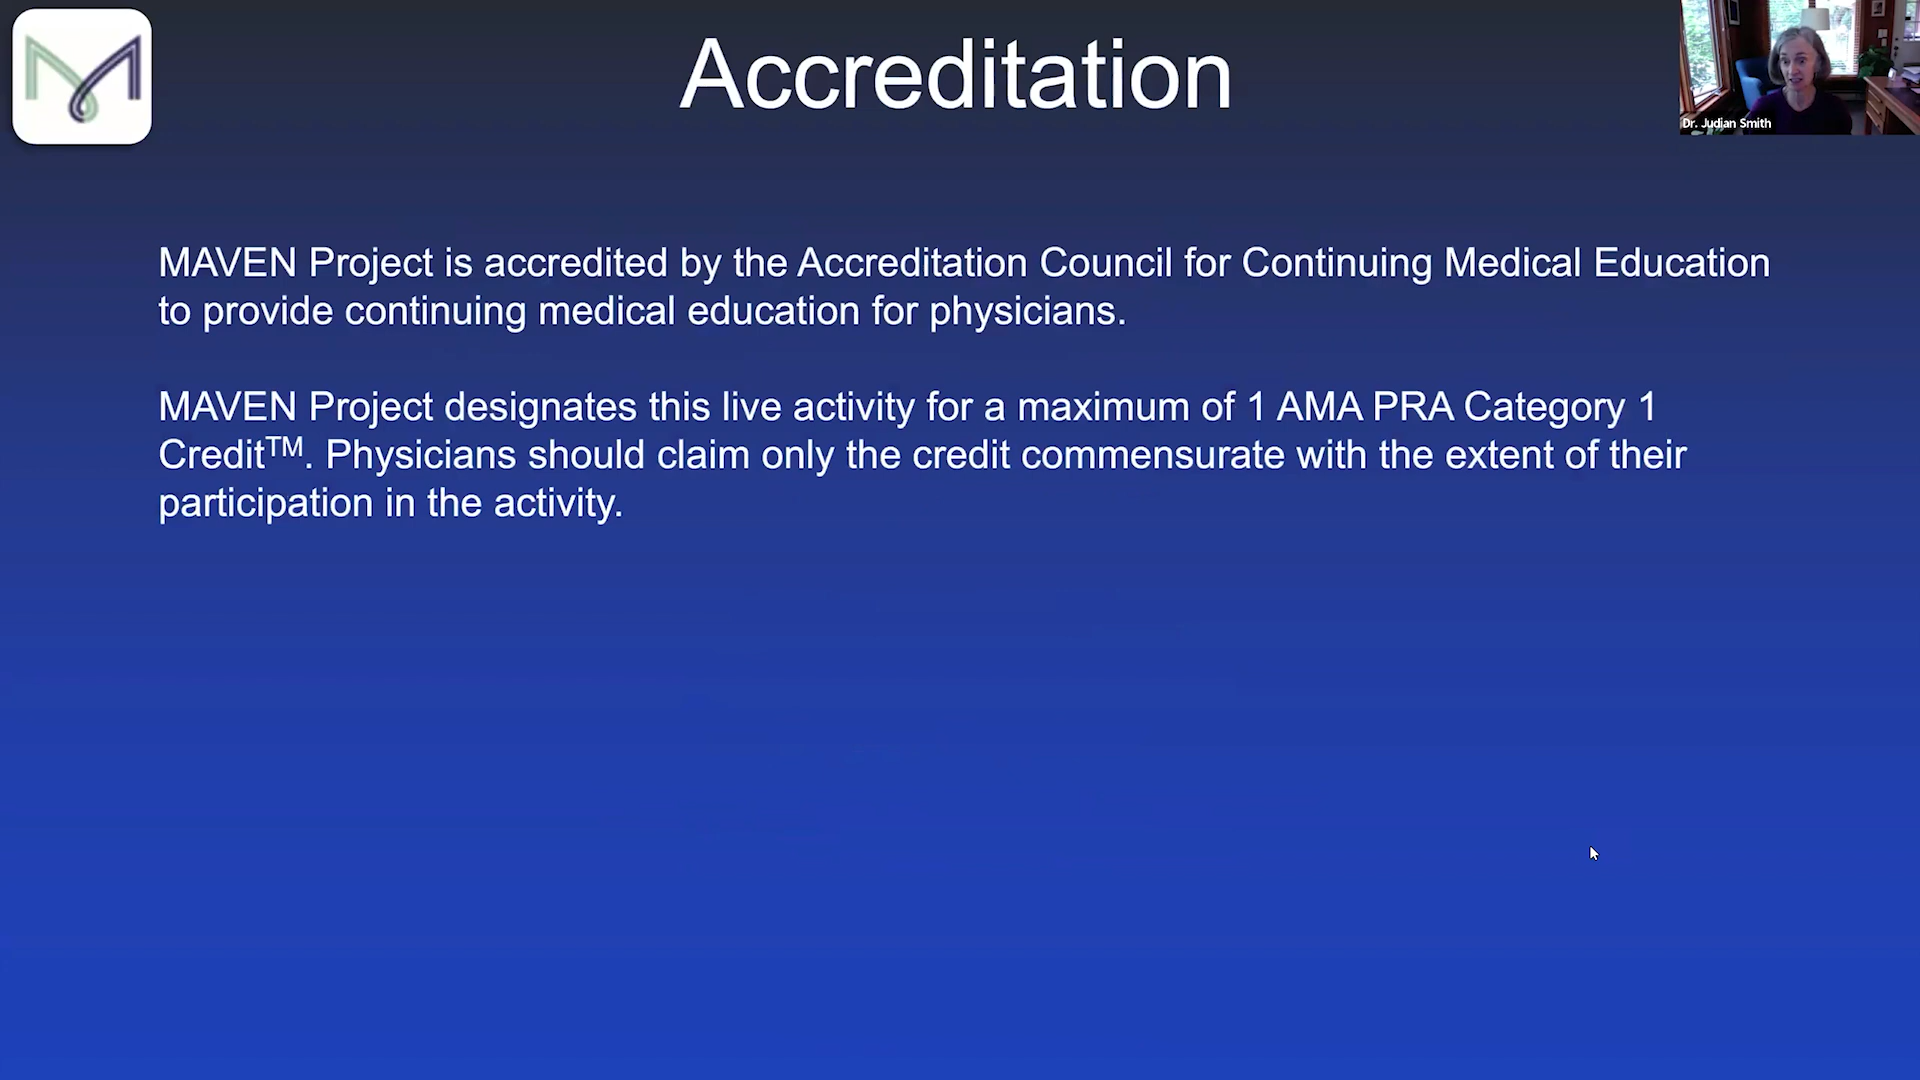 Accreditation
Dr. Judian Smith
MAVEN Project is accredited by the Accreditation Council for Continuing Medical Education
to provide continuing medical education for physicians.
MAVEN Project designates this live activity for a maximum of 1 AMA PRA Category 1
Credit™. Physicians should claim only the credit commensurate with the extent of their
participation in the activity.